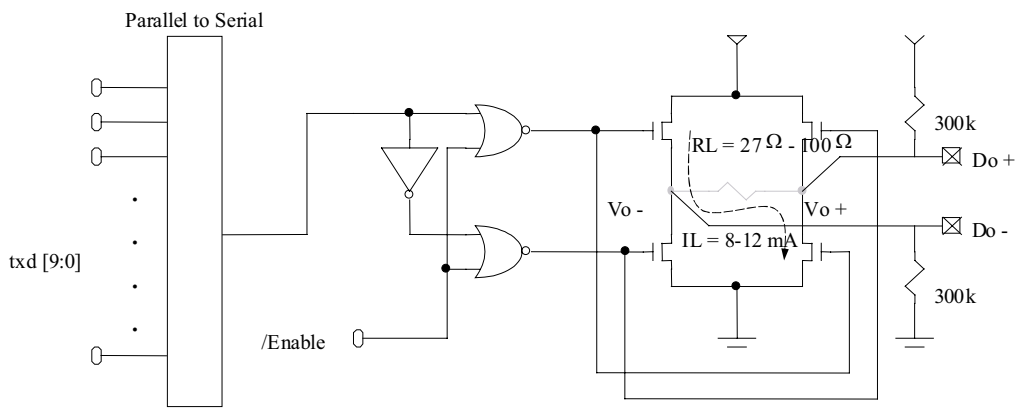 Parallel to Serial
300k
RL = 27 Ω - 100 Ω
Do +
Vo -
Vo +
Do -
IL = 8-12 mA
txd [9:0]
300k
/Enable